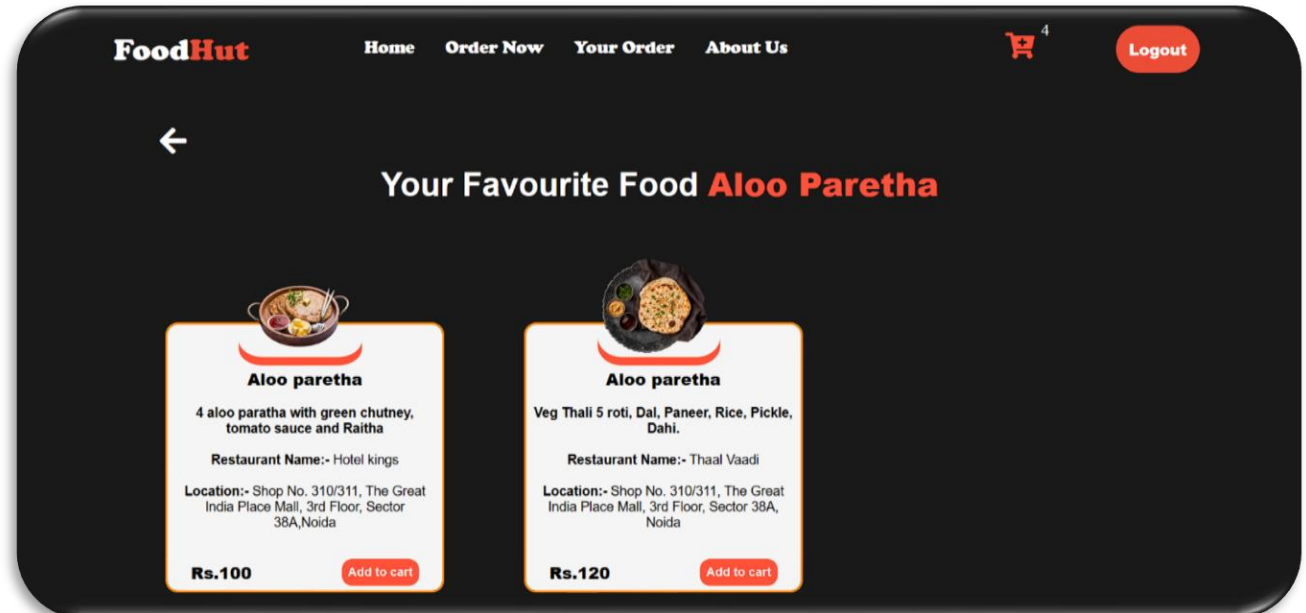 FoodHut
Home Order Now Your Order About Us
4
Logout
Your Favourite Food Aloo Paretha
Aloo paretha
4 aloo paratha with green chutney,
tomato sauce and Raitha
Restaurant Name:- Hotel kings
Location:- Shop No. 310/311, The Great
India Place Mall, 3rd Floor, Sector
38A,Noida
Rs.100 Add to cart
Aloo paretha
Veg Thali 5 roti, Dal, Paneer, Rice, Pickle,
Dahi.
Restaurant Name:- Thaal Vaadi
Location:- Shop No. 310/311, The Great
India Place Mall, 3rd Floor, Sector 38A,
Noida
Rs.120 Add to cart